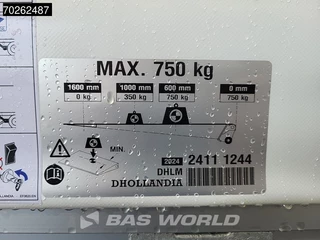 70262487
MAX. 750 kg
1600 mm 1000 mm 600 mm 0 mm
0 kg 350 kg 750 kg 750 kg
MIN.
2024 2411 1244
DHLM
DHOLLANDIA
BAS WORLD